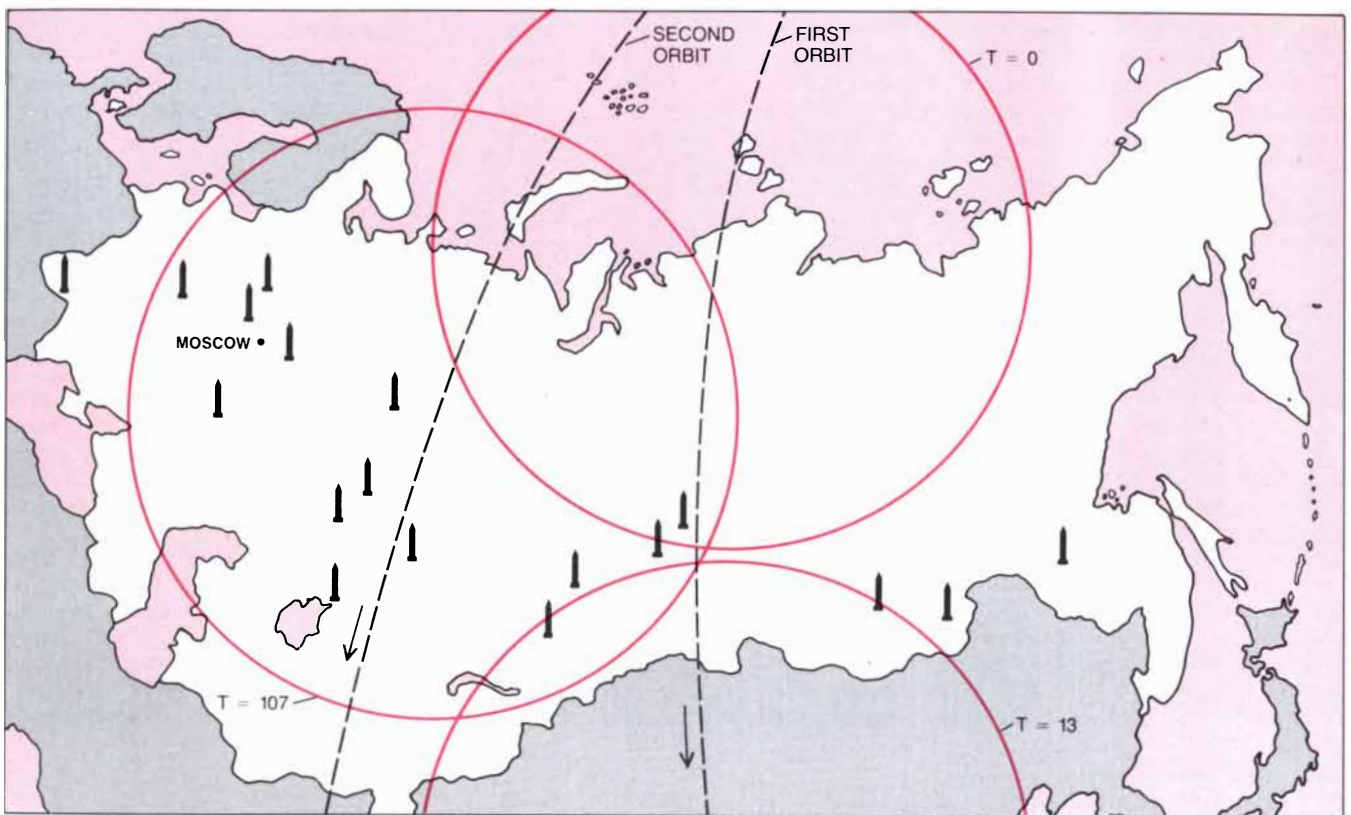 SECOND
ORBIT
FIRST
ORBIT
T = 0
MOSCOW
T = 107
T = 13